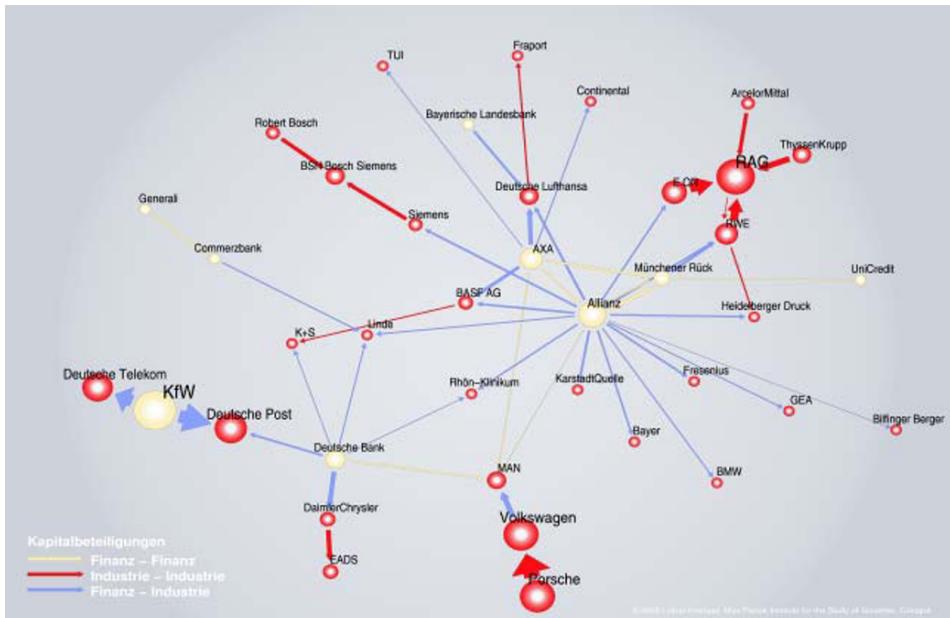 TUI
Fraport
Continental
ArcelorMittal
Bayerische Landesbank
Robert Bosch
ThyssenKrupp
RAG
BSH Bosch Siemens
E.ON
Deutsche Lufthansa
Generali
Siemens
RWE
Commerzbank
AXA
Münchener Rück
UniCredit
BASF AG
Allianz
Heidelberger Druck
K+S
Linde
Deutsche Telekom
KfW
Rhön-Klinikum
KarstadtQuelle
Fresenius
Deutsche Post
GEA
Bilfinger Berger
Bayer
Deutsche Bank
MAN
BMW
DaimlerChrysler
Volkswagen
EADS
Porsche
Kapitalbeteiligungen
Finanz - Finanz
Industrie - Industrie
Finanz - Industrie